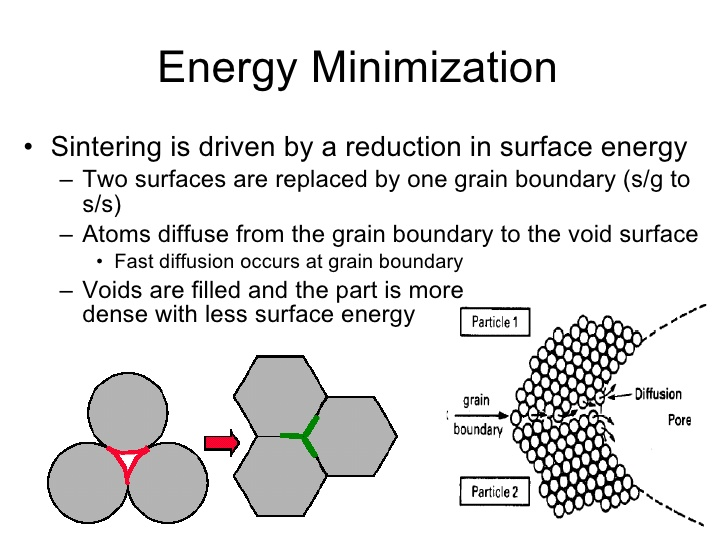 Energy Minimization
• Sintering is driven by a reduction in surface energy
– Two surfaces are replaced by one grain boundary (s/g to
s/s)
– Atoms diffuse from the grain boundary to the void surface
• Fast diffusion occurs at grain boundary
– Voids are filled and the part is more
dense with less surface energy
Particle 1
grain
boundary
Diffusion
Pore
Particle 2